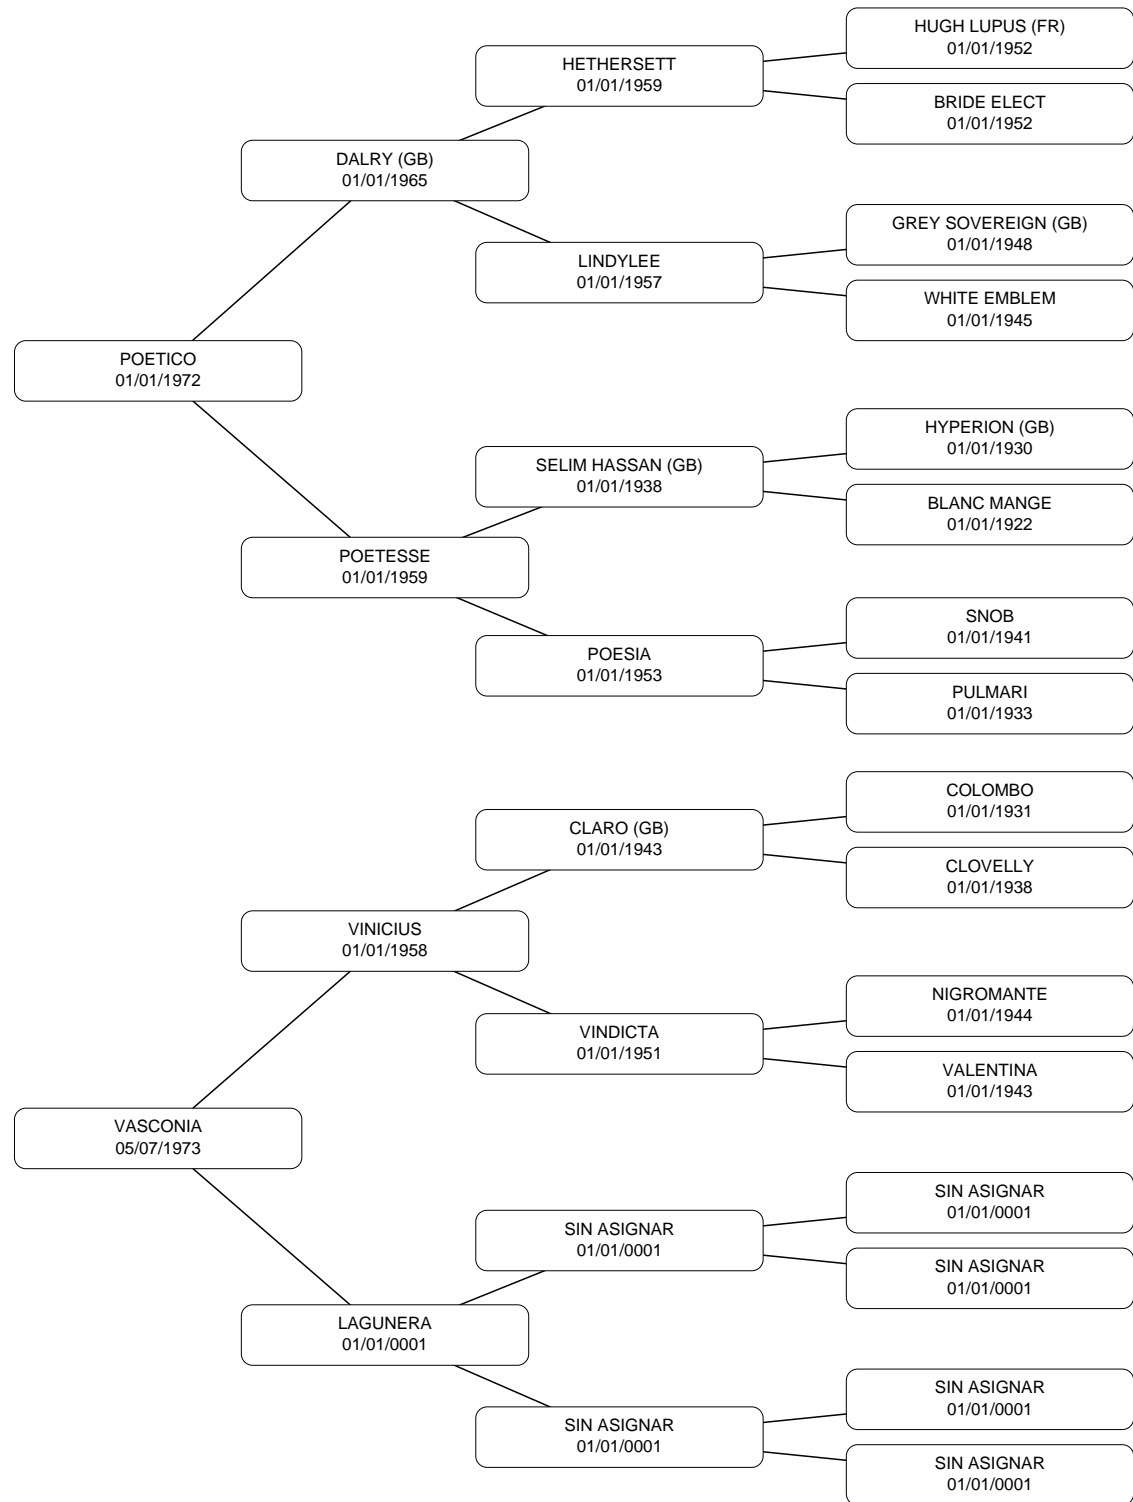 HUGH LUPUS (FR)
01/01/1952
HETHERSETT
01/01/1959
BRIDE ELECT
01/01/1952
DALRY (GB)
01/01/1965
GREY SOVEREIGN (GB)
01/01/1948
LINDYLEE
01/01/1957
WHITE EMBLEM
01/01/1945
POETICO
01/01/1972
HYPERION (GB)
01/01/1930
SELIM HASSAN (GB)
01/01/1938
BLANC MANGE
01/01/1922
POETESSE
01/01/1959
SNOB
01/01/1941
POESIA
01/01/1953
PULMARI
01/01/1933
COLOMBO
01/01/1931
CLARO (GB)
01/01/1943
CLOVELLY
01/01/1938
VINICIUS
01/01/1958
NIGROMANTE
01/01/1944
VINDICTA
01/01/1951
VALENTINA
01/01/1943
VASCONIA
05/07/1973
SIN ASIGNAR
01/01/0001
SIN ASIGNAR
01/01/0001
SIN ASIGNAR
01/01/0001
LAGUNERA
01/01/0001
SIN ASIGNAR
01/01/0001
SIN ASIGNAR
01/01/0001
SIN ASIGNAR
01/01/0001